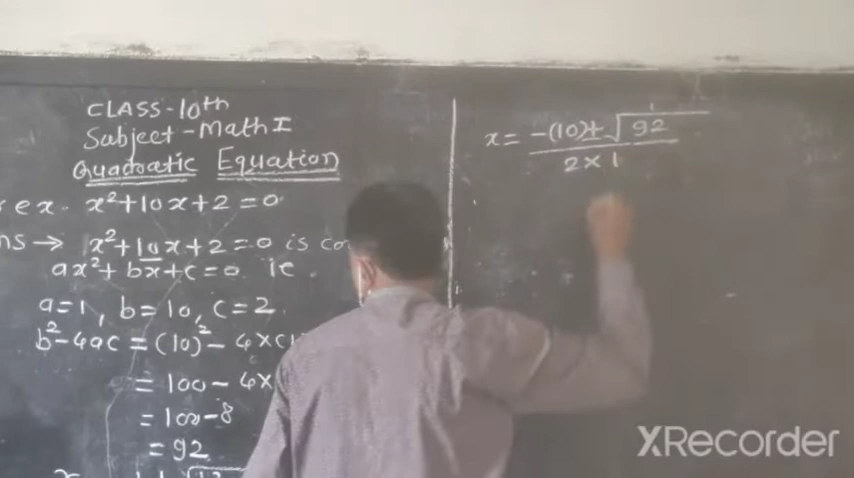 CLASS-10th
Subject-Math I
Quadratic Equation
ex. x²+10x+2=0
ns → x²+10x+2=0 is co
ax²+bx+c=0 ie.
a=1, b=10, c=2
b²-4ac = (10)² - 4×(1
= 100 - 4×
= 100-8
= 92
x = -(10)± √92
2×1
XRecorder